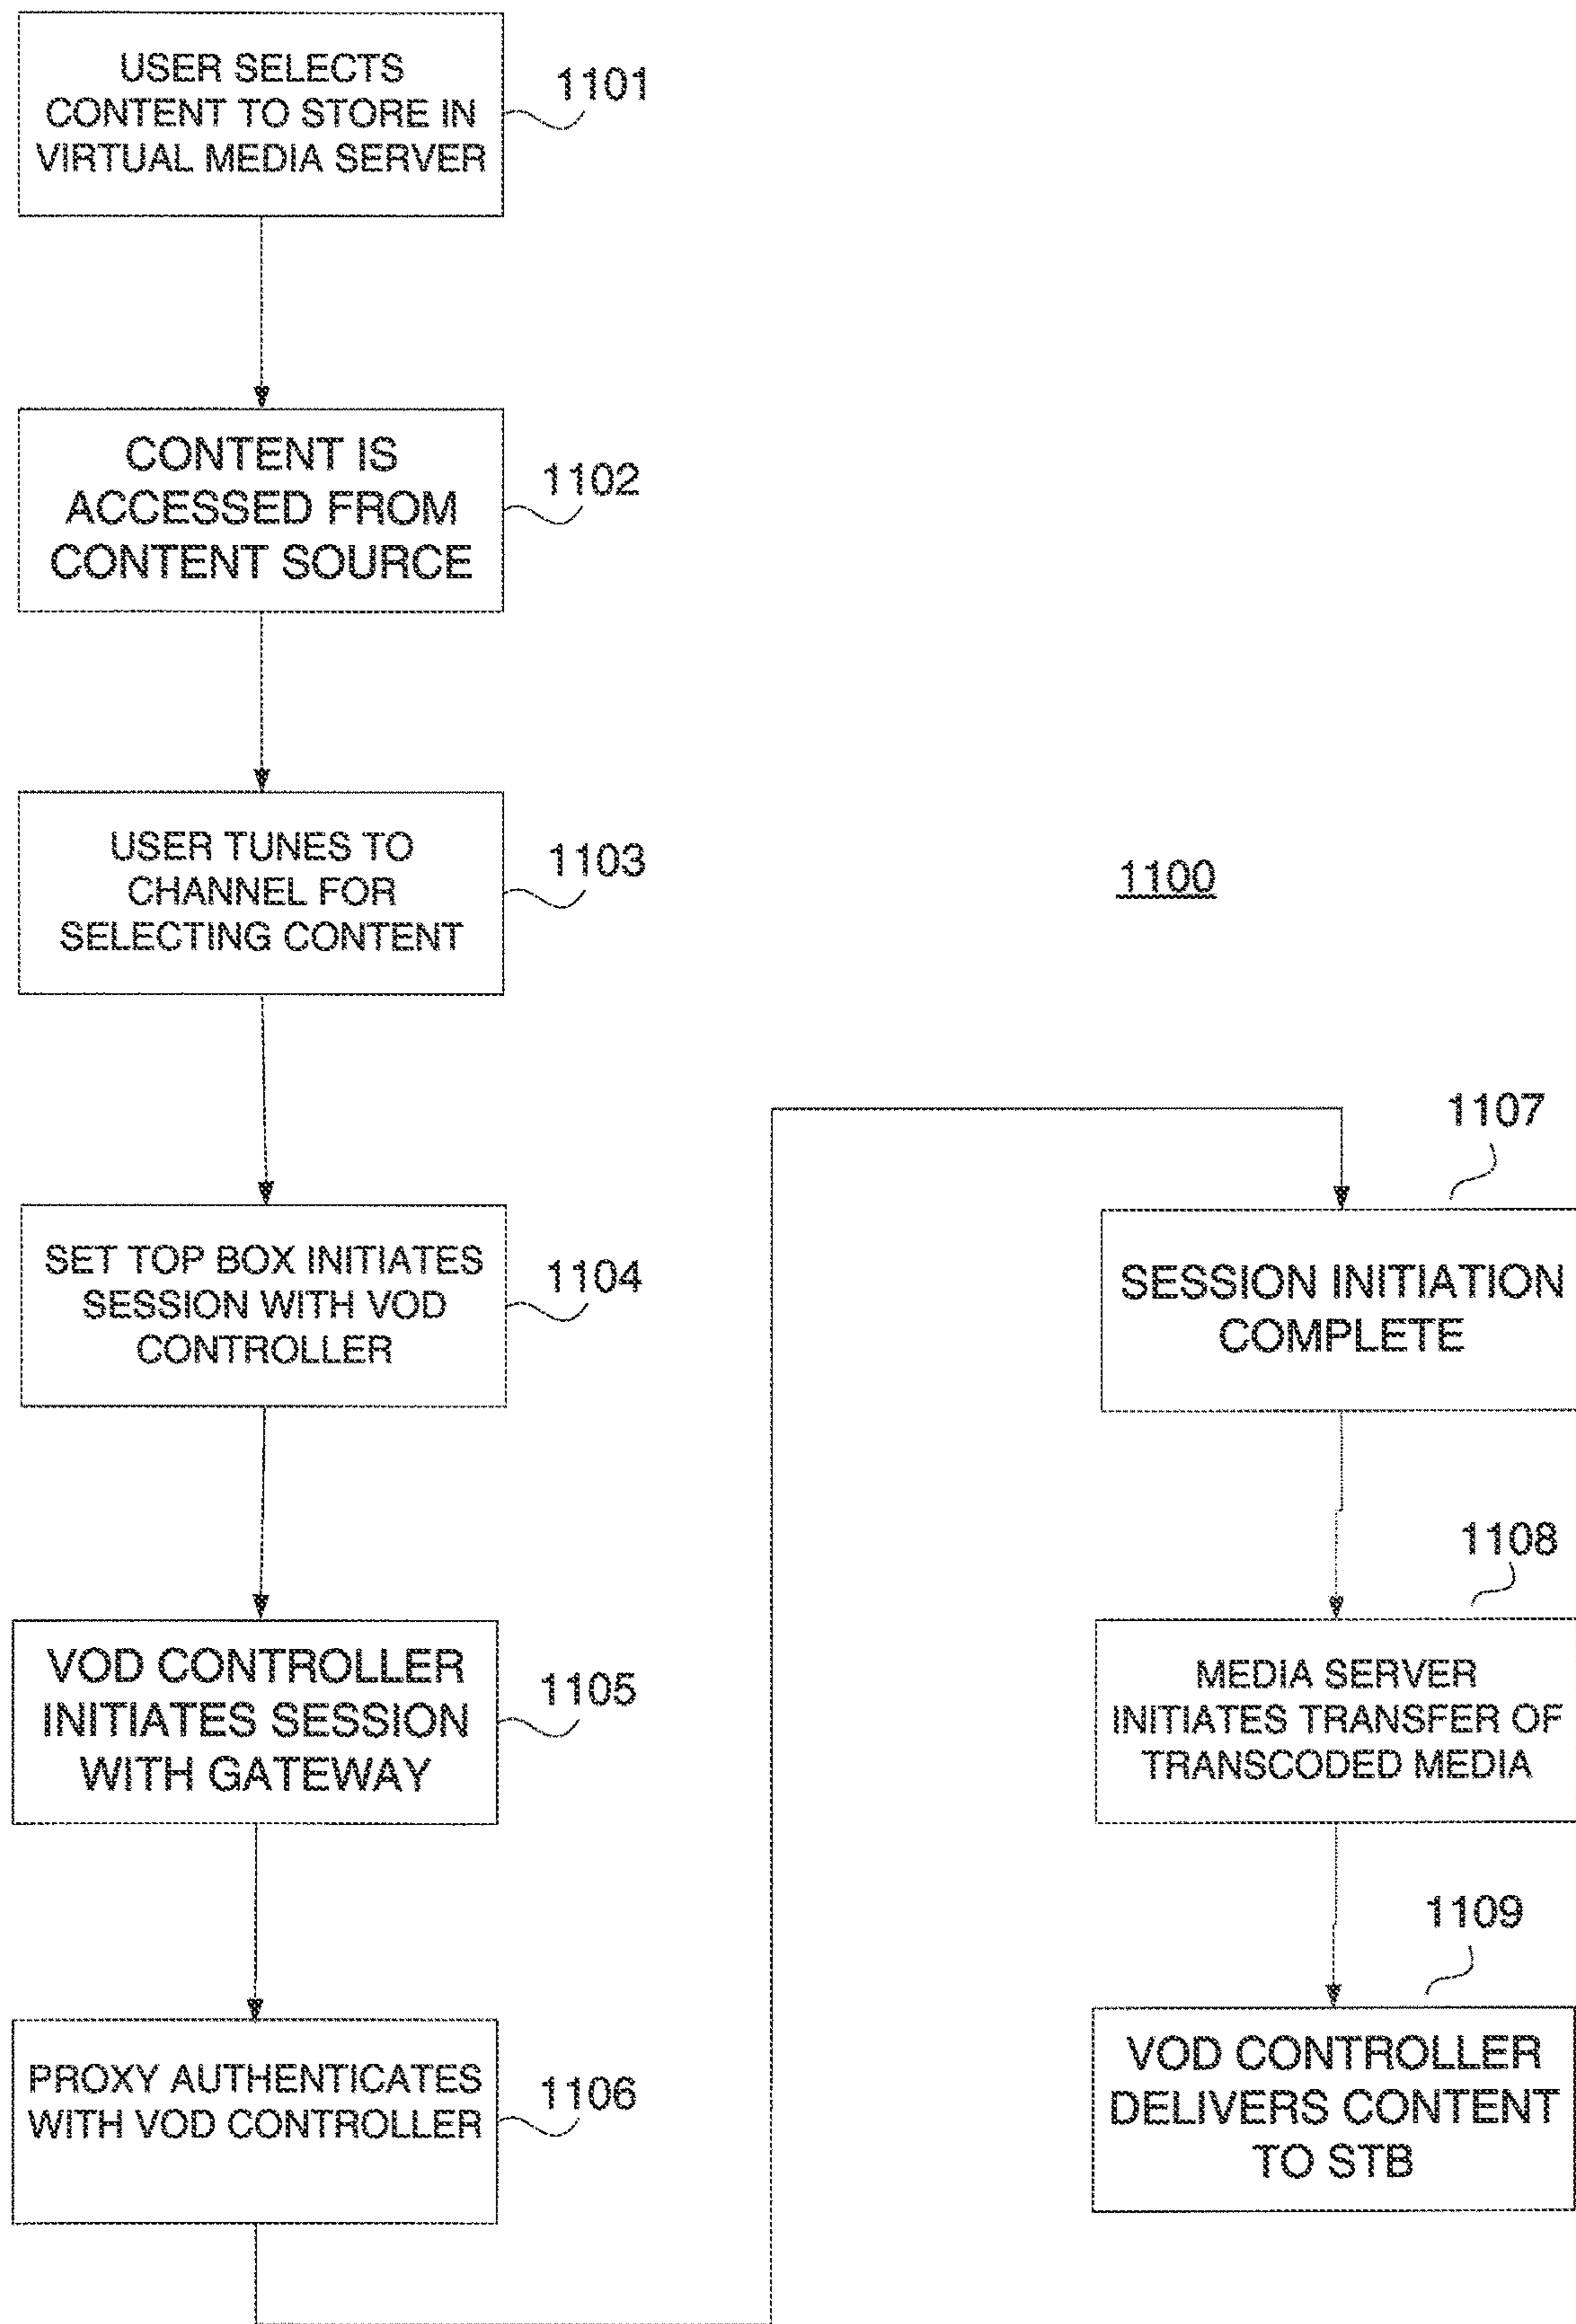 USER SELECTS
CONTENT TO STORE IN
VIRTUAL MEDIA SERVER
1101
CONTENT IS
ACCESSED FROM
CONTENT SOURCE
1102
USER TUNES TO
CHANNEL FOR
SELECTING CONTENT
1103
1100
SET TOP BOX INITIATES
SESSION WITH VOD
CONTROLLER
1104
VOD CONTROLLER
INITIATES SESSION
WITH GATEWAY
1105
PROXY AUTHENTICATES
WITH VOD CONTROLLER
1106
1107
SESSION INITIATION
COMPLETE
1108
MEDIA SERVER
INITIATES TRANSFER OF
TRANSCODED MEDIA
1109
VOD CONTROLLER
DELIVERS CONTENT
TO STB